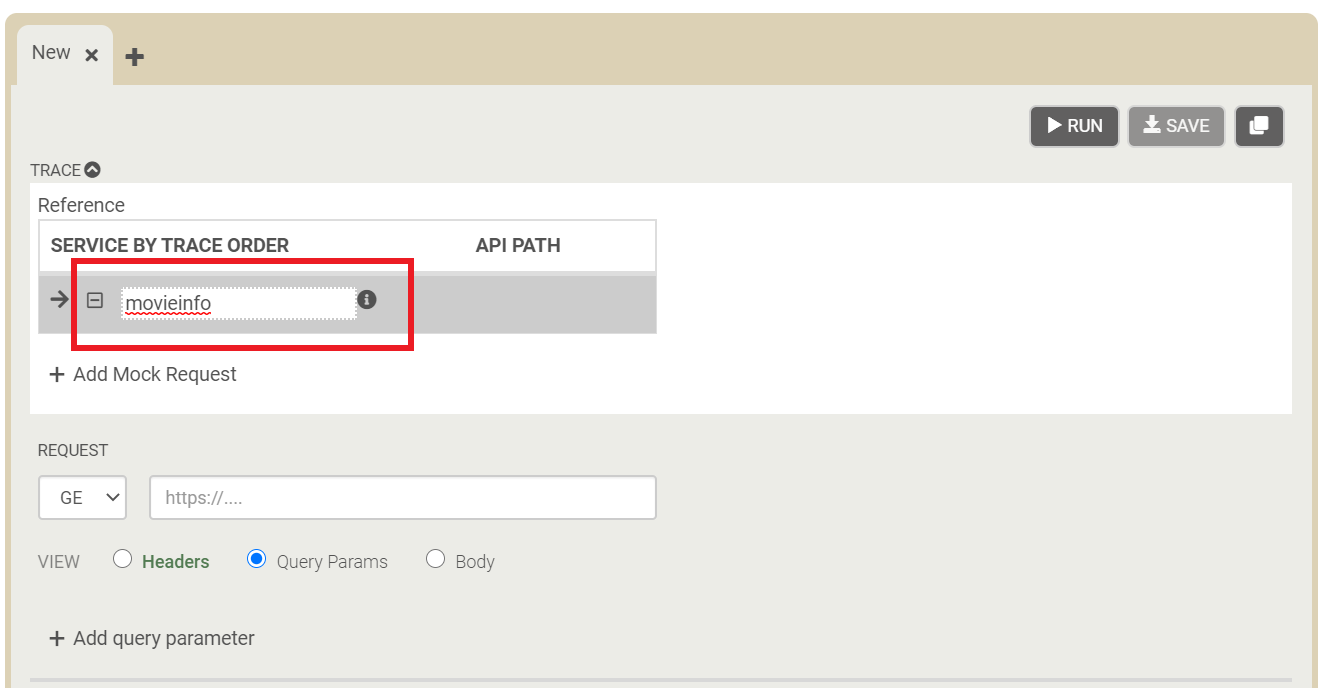 New
RUN SAVE
TRACE
Reference
SERVICE BY TRACE ORDER API PATH
movieinfo
Add Mock Request
REQUEST
GE https://....
VIEW Headers Query Params Body
Add query parameter